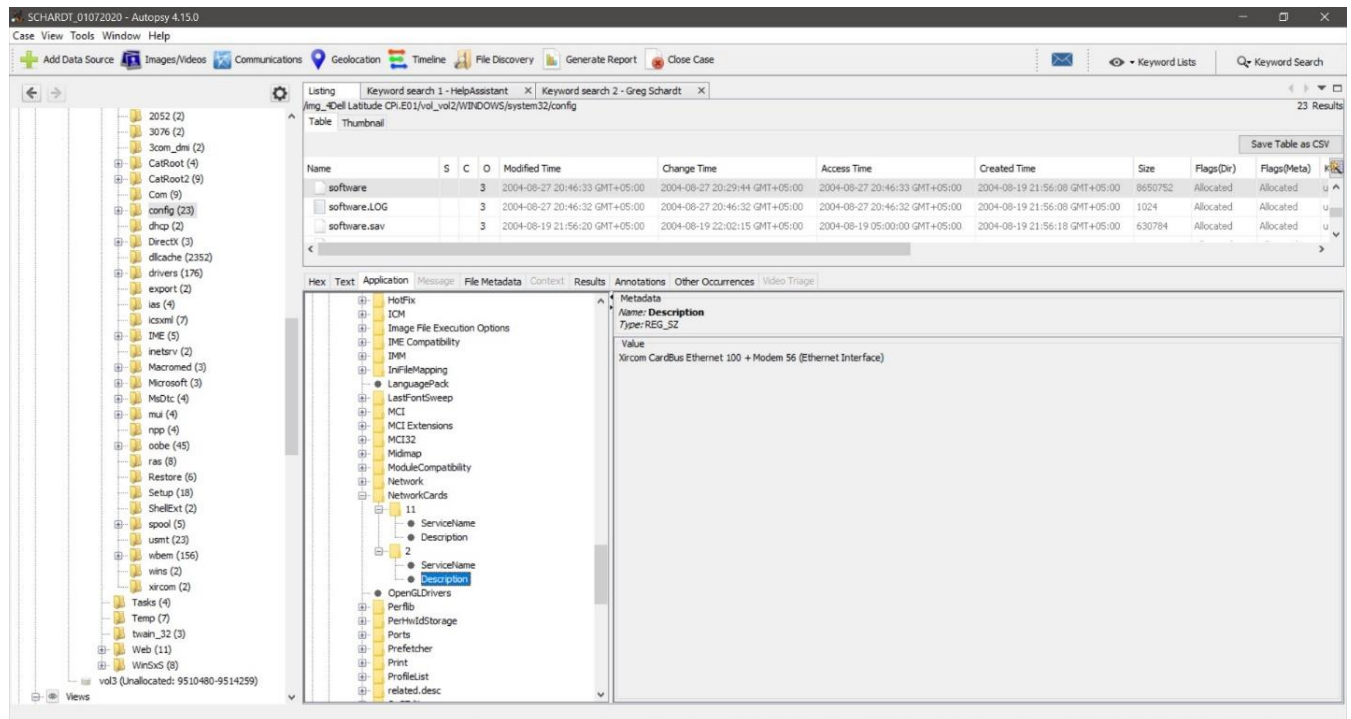 SCHARDT_01072020 - Autopsy 4.15.0
Case View Tools Window Help
Add Data Source Images/Videos Communications Geolocation Timeline File Discovery Generate Report Close Case Keyword Lists Keyword Search
Listing Keyword search 1 - HelpAssistant X Keyword search 2 - Greg Schardt X
/img_4Dell Latitude CPi.E01/vol_vol2/WINDOWS/system32/config 23 Results
Table Thumbnail
Save Table as CSV
Name S C O Modified Time Change Time Access Time Created Time Size Flags(Dir) Flags(Meta)
software 3 2004-08-27 20:46:33 GMT+05:00 2004-08-27 20:29:44 GMT+05:00 2004-08-27 20:46:33 GMT+05:00 2004-08-19 21:56:08 GMT+05:00 8650752 Allocated Allocated
software.LOG 3 2004-08-27 20:46:32 GMT+05:00 2004-08-27 20:46:32 GMT+05:00 2004-08-27 20:46:32 GMT+05:00 2004-08-19 21:56:08 GMT+05:00 1024 Allocated Allocated
software.sav 3 2004-08-19 21:56:20 GMT+05:00 2004-08-19 22:02:15 GMT+05:00 2004-08-19 05:00:00 GMT+05:00 2004-08-19 21:56:18 GMT+05:00 630784 Allocated Allocated
2052 (2)
3076 (2)
3com_dmi (2)
CatRoot (4)
CatRoot2 (9)
Com (9)
config (23)
dhcp (2)
DirectX (3)
dllcache (2352)
drivers (176)
export (2)
ias (4)
icsxml (7)
IME (5)
inetsrv (2)
Macromed (3)
Microsoft (3)
MsDtc (4)
mui (4)
npp (4)
oobe (45)
ras (8)
Restore (6)
Setup (18)
ShellExt (2)
spool (5)
usmt (23)
wbem (156)
wins (2)
xircom (2)
Tasks (4)
Temp (7)
twain_32 (3)
Web (11)
WinSxS (8)
vol3 (Unallocated: 9510480-9514259)
Views
Hex Text Application Message File Metadata Context Results Annotations Other Occurrences Video Triage
HotFix
ICM
Image File Execution Options
IME Compatibility
IMM
IniFileMapping
LanguagePack
LastFontSweep
MCI
MCI Extensions
MCI32
Midimap
ModuleCompatibility
Network
NetworkCards
11
ServiceName
Description
2
ServiceName
Description
OpenGLDrivers
Perflib
PerHwIdStorage
Ports
Prefetcher
Print
ProfileList
related.desc
Metadata
Name: Description
Type: REG_SZ
Value
Xircom CardBus Ethernet 100 + Modem 56 (Ethernet Interface)